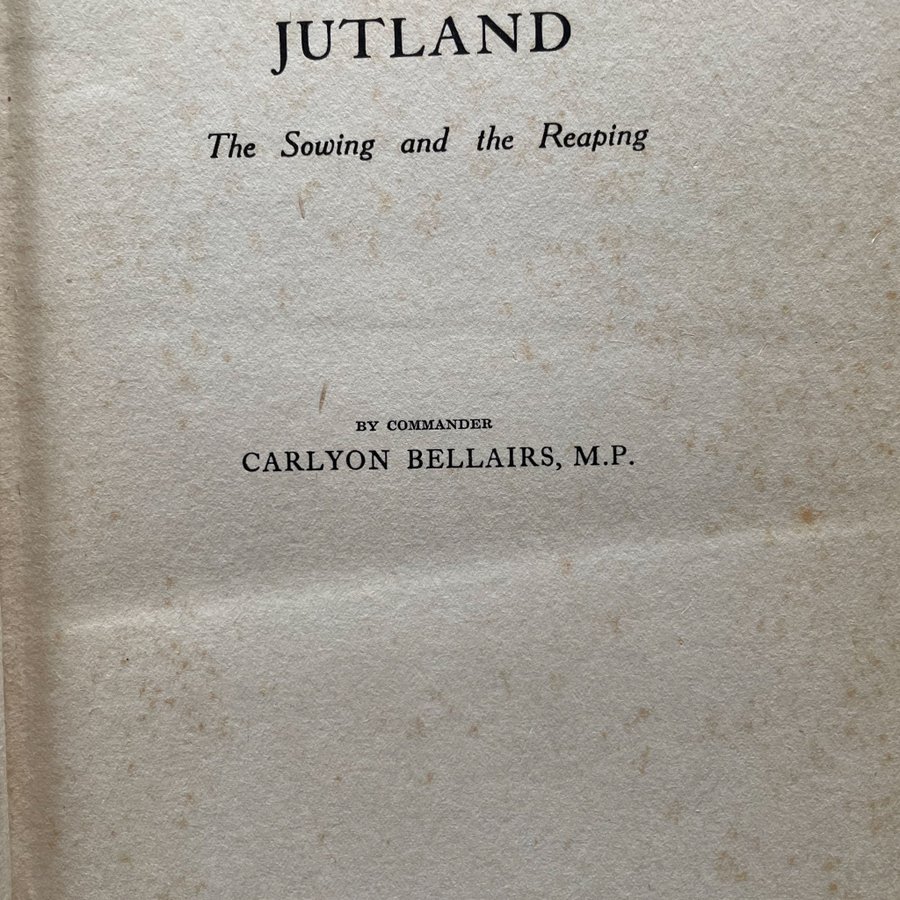 JUTLAND
The Sowing and the Reaping
BY COMMANDER
CARLYON BELLAIRS, M.P.